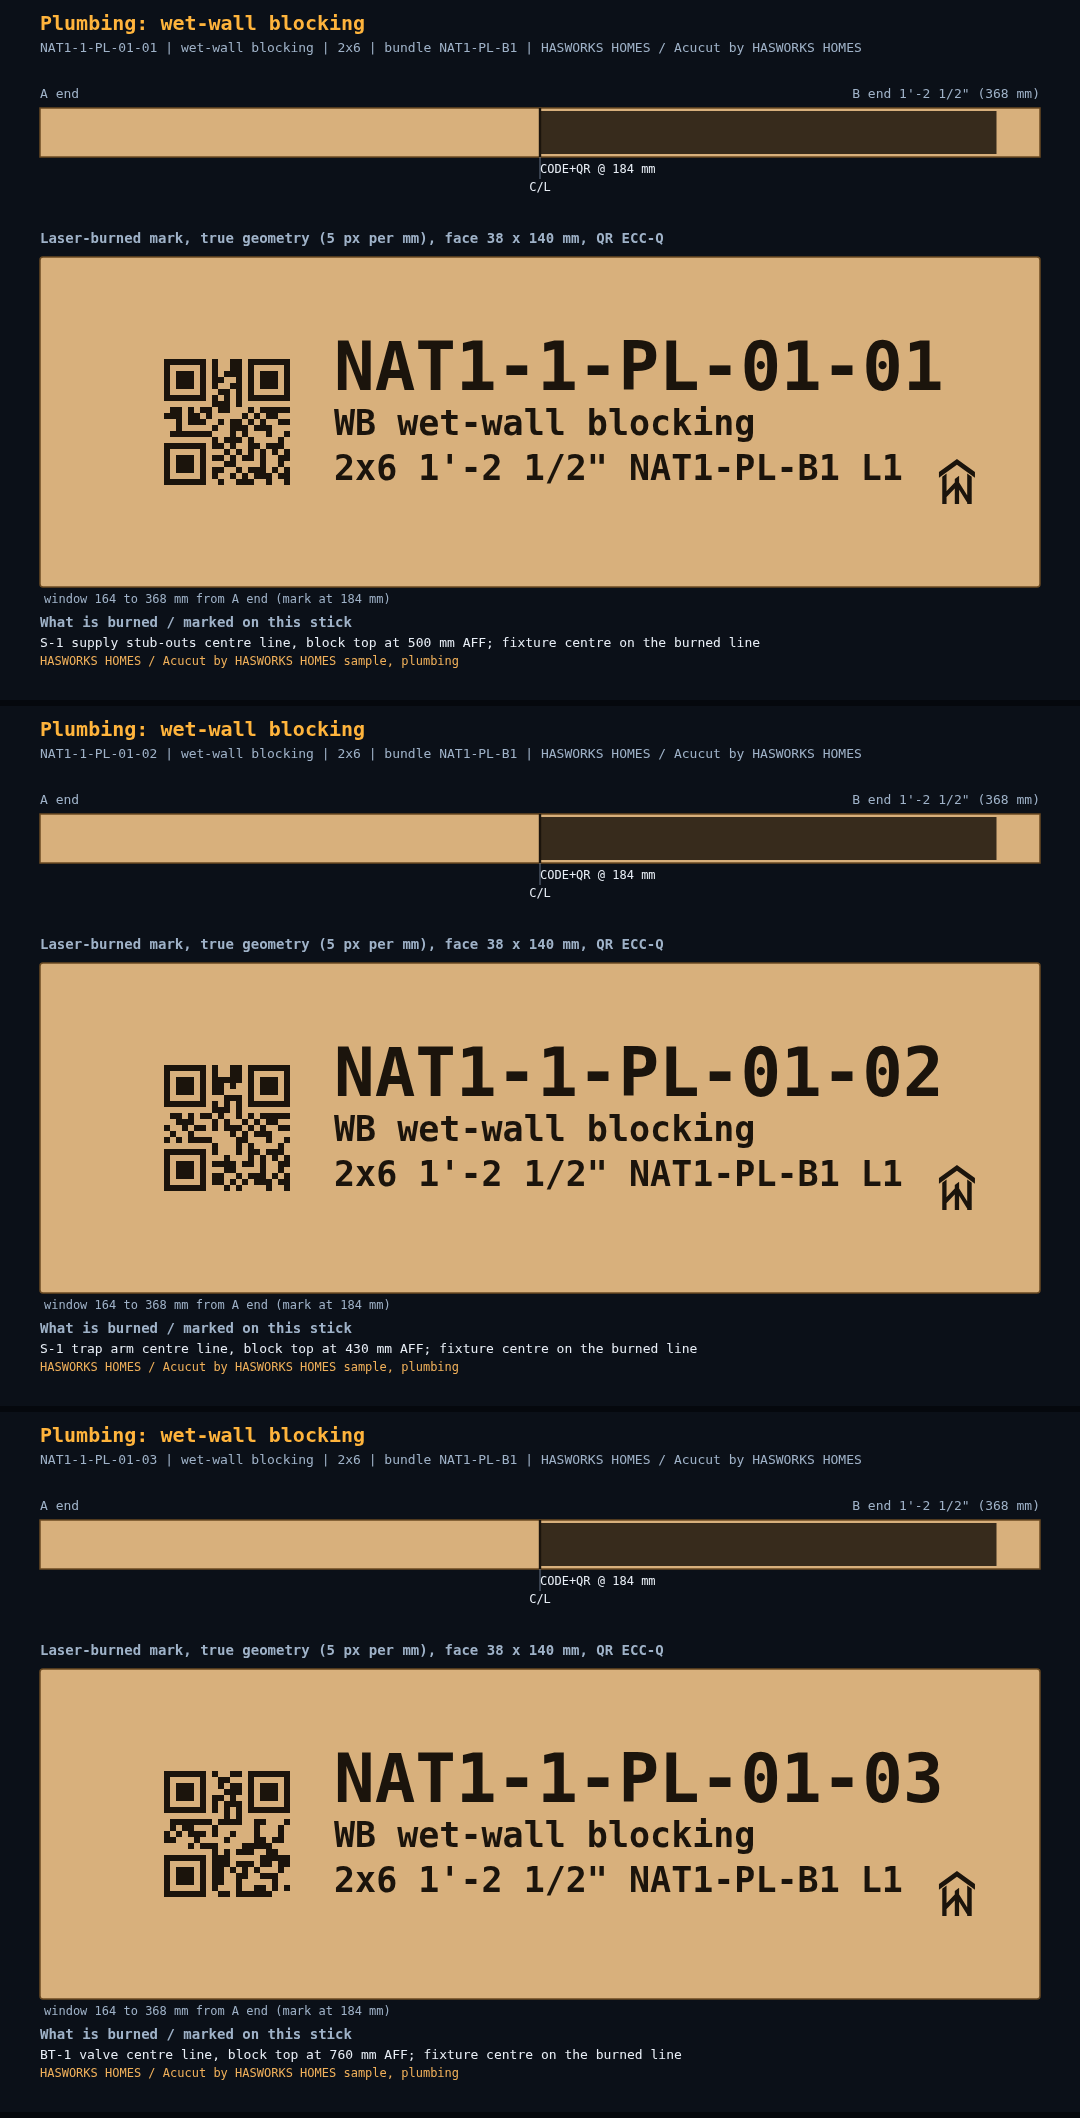 Plumbing: wet-wall blocking
NAT1-1-PL-01-01 | wet-wall blocking | 2x6 | bundle NAT1-PL-B1 | HASWORKS HOMES / Acucut by HASWORKS HOMES
A end B end 1'-2 1/2" (368 mm)
CODE+QR @ 184 mm
C/L
Laser-burned mark, true geometry (5 px per mm), face 38 x 140 mm, QR ECC-Q
NAT1-1-PL-01-01
WB wet-wall blocking
2x6 1'-2 1/2" NAT1-PL-B1 L1
window 164 to 368 mm from A end (mark at 184 mm)
What is burned / marked on this stick
S-1 supply stub-outs centre line, block top at 500 mm AFF; fixture centre on the burned line
HASWORKS HOMES / Acucut by HASWORKS HOMES sample, plumbing
Plumbing: wet-wall blocking
NAT1-1-PL-01-02 | wet-wall blocking | 2x6 | bundle NAT1-PL-B1 | HASWORKS HOMES / Acucut by HASWORKS HOMES
A end B end 1'-2 1/2" (368 mm)
CODE+QR @ 184 mm
C/L
Laser-burned mark, true geometry (5 px per mm), face 38 x 140 mm, QR ECC-Q
NAT1-1-PL-01-02
WB wet-wall blocking
2x6 1'-2 1/2" NAT1-PL-B1 L1
window 164 to 368 mm from A end (mark at 184 mm)
What is burned / marked on this stick
S-1 trap arm centre line, block top at 430 mm AFF; fixture centre on the burned line
HASWORKS HOMES / Acucut by HASWORKS HOMES sample, plumbing
Plumbing: wet-wall blocking
NAT1-1-PL-01-03 | wet-wall blocking | 2x6 | bundle NAT1-PL-B1 | HASWORKS HOMES / Acucut by HASWORKS HOMES
A end B end 1'-2 1/2" (368 mm)
CODE+QR @ 184 mm
C/L
Laser-burned mark, true geometry (5 px per mm), face 38 x 140 mm, QR ECC-Q
NAT1-1-PL-01-03
WB wet-wall blocking
2x6 1'-2 1/2" NAT1-PL-B1 L1
window 164 to 368 mm from A end (mark at 184 mm)
What is burned / marked on this stick
BT-1 valve centre line, block top at 760 mm AFF; fixture centre on the burned line
HASWORKS HOMES / Acucut by HASWORKS HOMES sample, plumbing